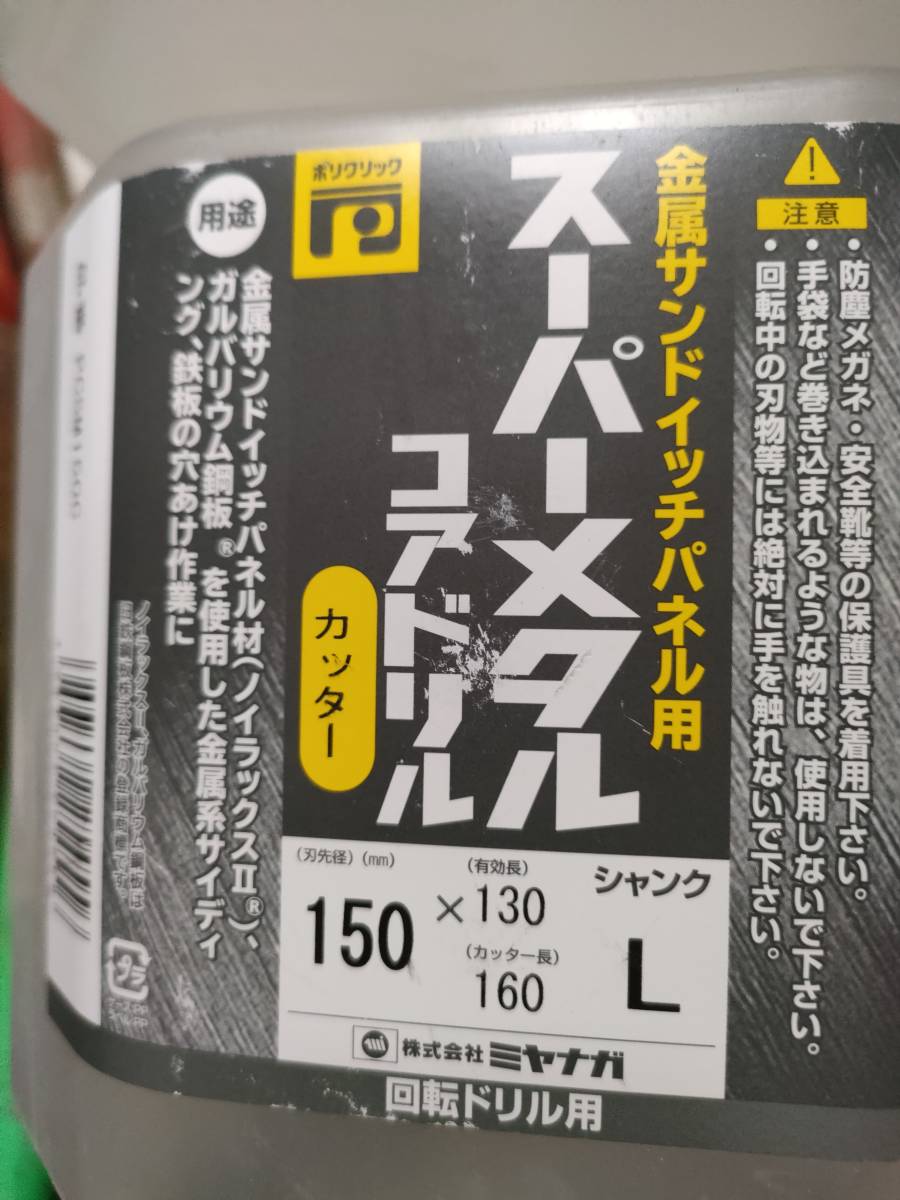 ⚠
注意
・防塵メガネ・安全靴等の保護具を着用下さい。
・手袋など巻き込まれるような物は、使用しないで下さい。
・回転中の刃物等には絶対に手を触れないで下さい。
金属サンドイッチパネル用
スーパーメタル
コアドリル
カッター
ポリクリック
用途
金属サンドイッチパネル材(ノイラックスⅡ®)、
ガルバリウム鋼板®を使用した金属系サイディ
ング、鉄板の穴あけ作業に
(刃先径)(mm)
150
×
(有効長)
130
(カッター長)
160
シャンク
L
株式会社ミヤナガ
回転ドリル用
プラ